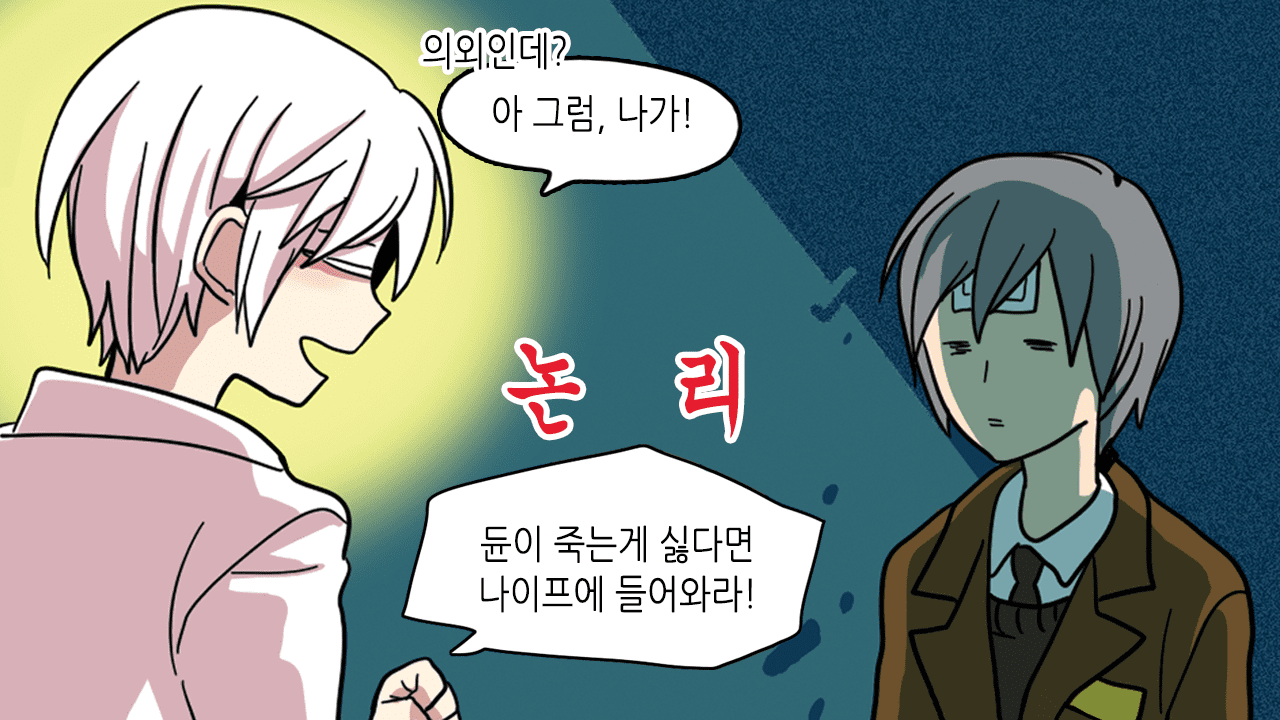 의외인데?
아 그럼, 나가!
논 리
듄이 죽는게 싫다면
나이프에 들어와라!